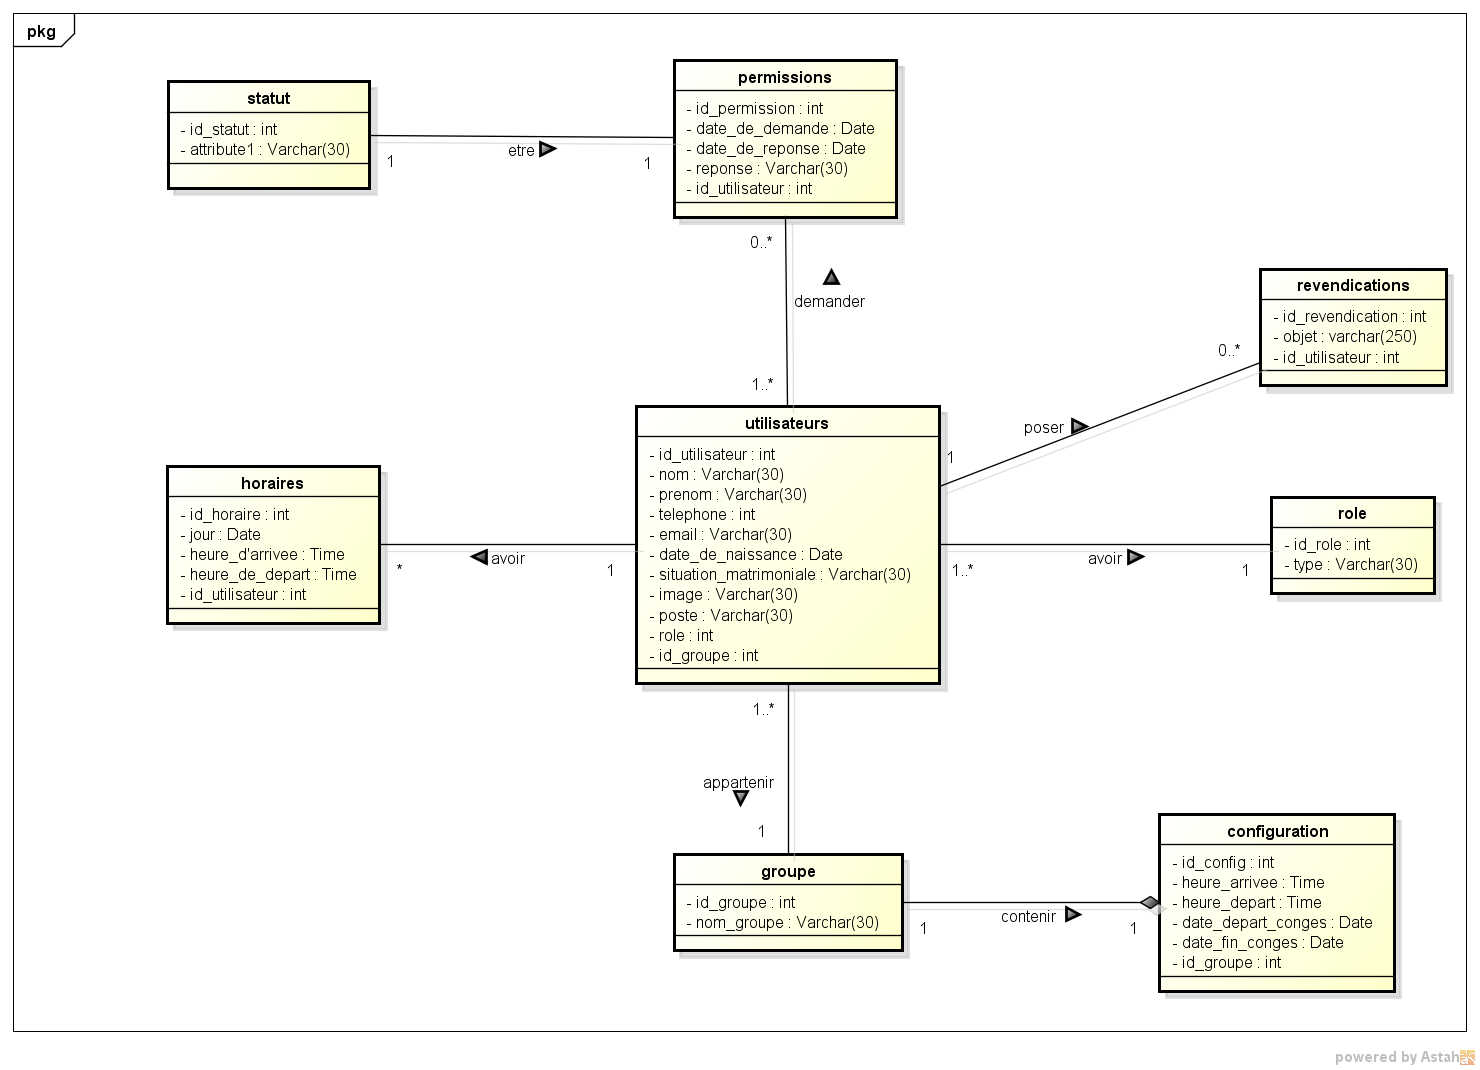 pkg
statut
- id_statut : int
- attribute1 : Varchar(30)
permissions
- id_permission : int
- date_de_demande : Date
- date_de_reponse : Date
- reponse : Varchar(30)
- id_utilisateur : int
etre
1
1
0..*
demander
1..*
revendications
- id_revendication : int
- objet : varchar(250)
- id_utilisateur : int
0..*
poser
1
utilisateurs
- id_utilisateur : int
- nom : Varchar(30)
- prenom : Varchar(30)
- telephone : int
- email : Varchar(30)
- date_de_naissance : Date
- situation_matrimoniale : Varchar(30)
- image : Varchar(30)
- poste : Varchar(30)
- role : int
- id_groupe : int
horaires
- id_horaire : int
- jour : Date
- heure_d'arrivee : Time
- heure_de_depart : Time
- id_utilisateur : int
avoir
*
1
role
- id_role : int
- type : Varchar(30)
avoir
1..*
1
1..*
appartenir
1
groupe
- id_groupe : int
- nom_groupe : Varchar(30)
contenir
1
1
configuration
- id_config : int
- heure_arrivee : Time
- heure_depart : Time
- date_depart_conges : Date
- date_fin_conges : Date
- id_groupe : int
powered by Astah